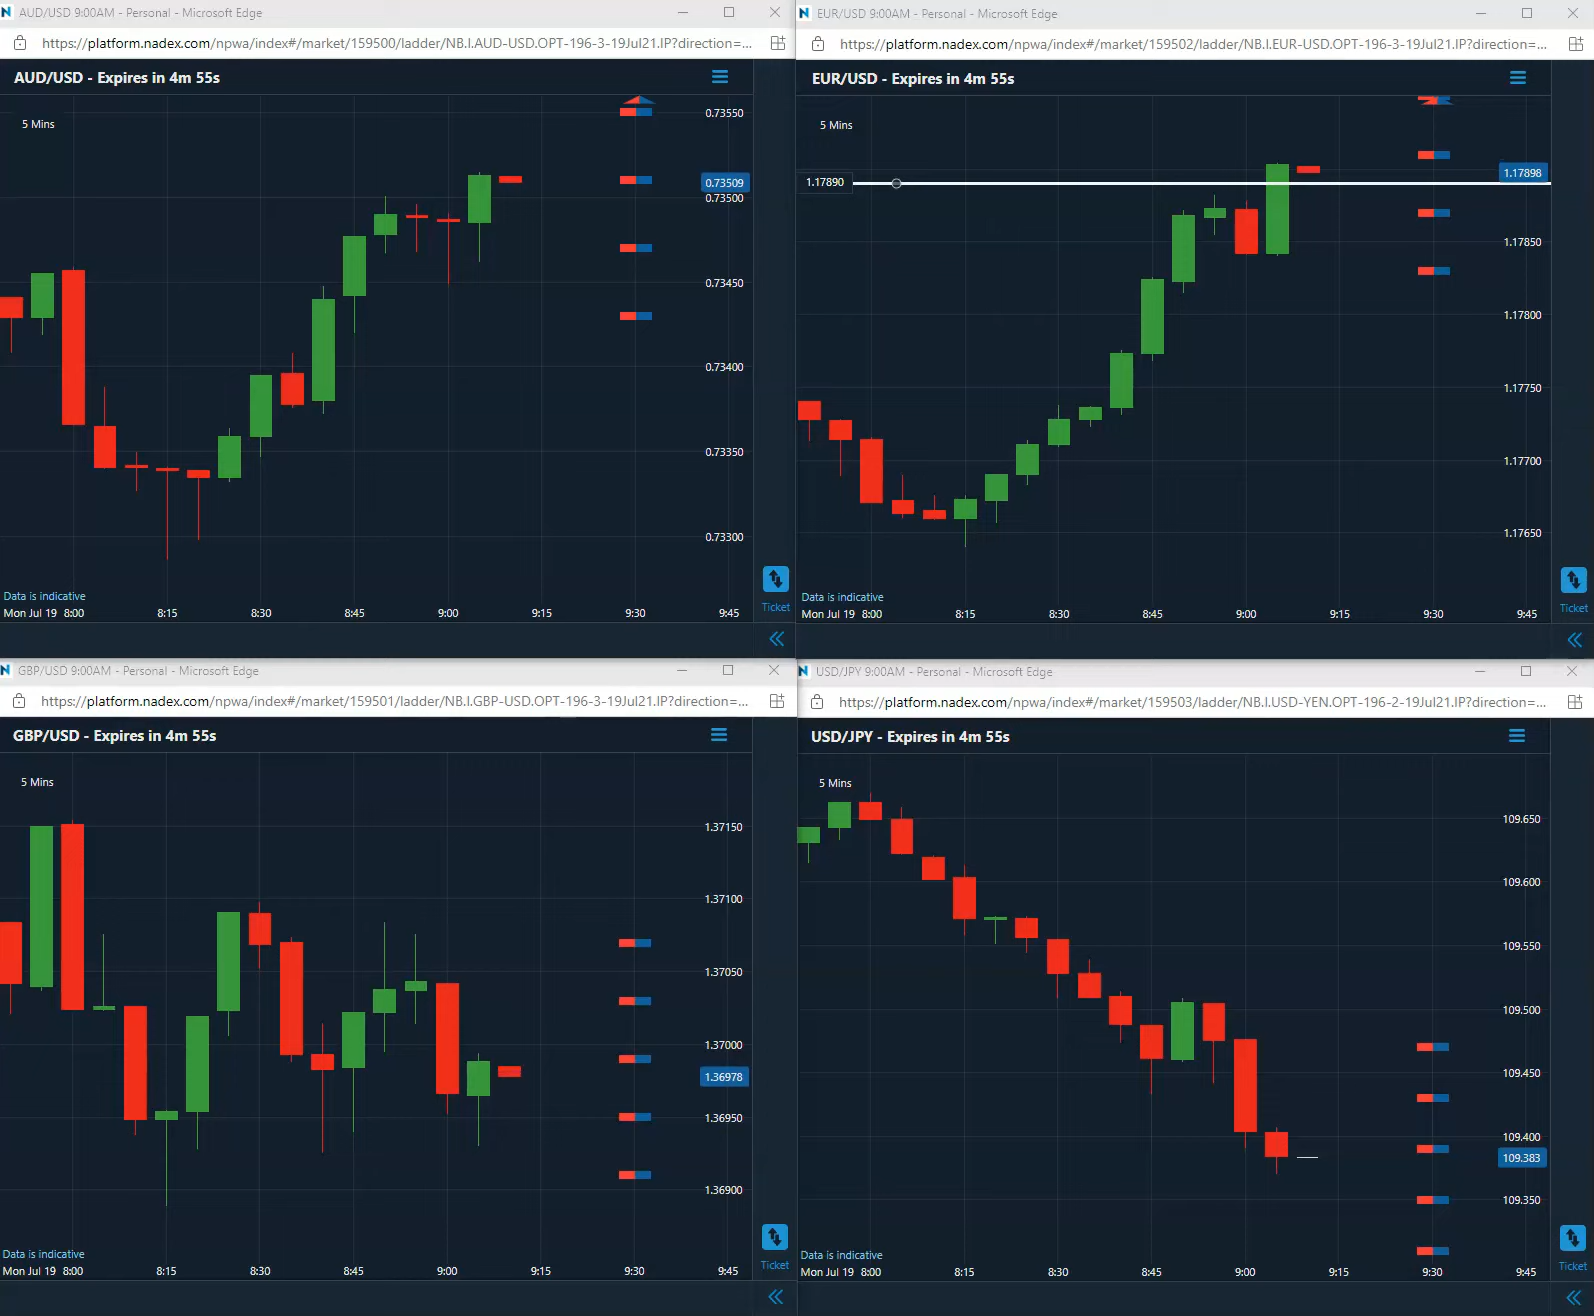 AUD/USD 9:00AM - Personal - Microsoft Edge
https://platform.nadex.com/npwa/index#/market/159500/ladder/NB.I.AUD-USD.OPT-196-3-19Jul21.IP?direction=...
AUD/USD - Expires in 4m 55s
5 Mins
0.73550
0.73509
0.73500
0.73450
0.73400
0.73350
0.73300
Data is indicative
Mon Jul 19 8:00 8:15 8:30 8:45 9:00 9:15 9:30 9:45
Ticket
EUR/USD 9:00AM - Personal - Microsoft Edge
https://platform.nadex.com/npwa/index#/market/159502/ladder/NB.I.EUR-USD.OPT-196-3-19Jul21.IP?direction=...
EUR/USD - Expires in 4m 55s
5 Mins
1.17898
1.17890
1.17850
1.17800
1.17750
1.17700
1.17650
Data is indicative
Mon Jul 19 8:00 8:15 8:30 8:45 9:00 9:15 9:30 9:45
Ticket
GBP/USD 9:00AM - Personal - Microsoft Edge
https://platform.nadex.com/npwa/index#/market/159501/ladder/NB.I.GBP-USD.OPT-196-3-19Jul21.IP?direction=...
GBP/USD - Expires in 4m 55s
5 Mins
1.37150
1.37100
1.37050
1.37000
1.36978
1.36950
1.36900
Data is indicative
Mon Jul 19 8:00 8:15 8:30 8:45 9:00 9:15 9:30 9:45
Ticket
USD/JPY 9:00AM - Personal - Microsoft Edge
https://platform.nadex.com/npwa/index#/market/159503/ladder/NB.I.USD-YEN.OPT-196-2-19Jul21.IP?direction=...
USD/JPY - Expires in 4m 55s
5 Mins
109.650
109.600
109.550
109.500
109.450
109.400
109.383
109.350
Data is indicative
Mon Jul 19 8:00 8:15 8:30 8:45 9:00 9:15 9:30 9:45
Ticket